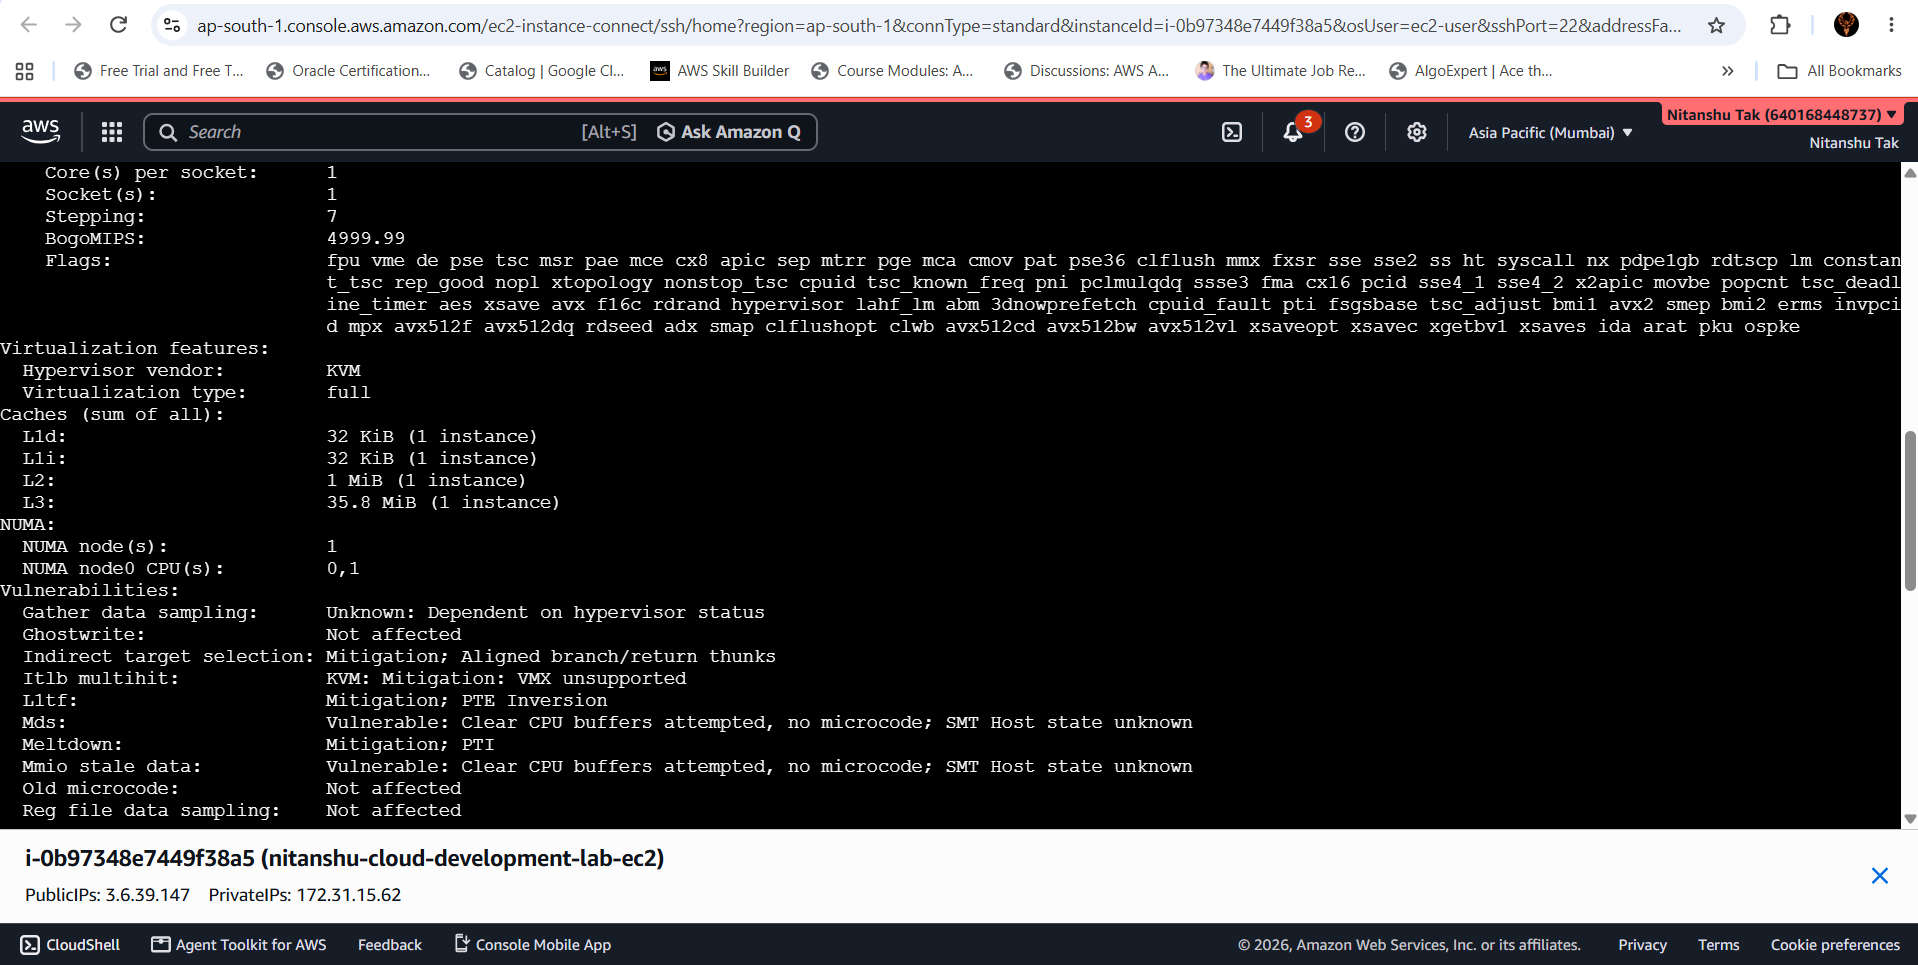 ap-south-1.console.aws.amazon.com/ec2-instance-connect/ssh/home?region=ap-south-1&connType=standard&instanceId=i-0b97348e7449f38a5&osUser=ec2-user&sshPort=22&addressFa...
Free Trial and Free T... Oracle Certification... Catalog | Google Cl... aws AWS Skill Builder Course Modules: A... Discussions: AWS A... The Ultimate Job Re... AlgoExpert | Ace th... » All Bookmarks
aws Search [Alt+S] Ask Amazon Q 3 Asia Pacific (Mumbai) ▼ Nitanshu Tak (640168448737) ▼
Nitanshu Tak
Core(s) per socket: 1
Socket(s): 1
Stepping: 7
BogoMIPS: 4999.99
Flags: fpu vme de pse tsc msr pae mce cx8 apic sep mtrr pge mca cmov pat pse36 clflush mmx fxsr sse sse2 ss ht syscall nx pdpe1gb rdtscp lm constan
t_tsc rep_good nopl xtopology nonstop_tsc cpuid tsc_known_freq pni pclmulqdq ssse3 fma cx16 pcid sse4_1 sse4_2 x2apic movbe popcnt tsc_deadl
ine_timer aes xsave avx f16c rdrand hypervisor lahf_lm abm 3dnowprefetch cpuid_fault pti fsgsbase tsc_adjust bmi1 avx2 smep bmi2 erms invpci
d mpx avx512f avx512dq rdseed adx smap clflushopt clwb avx512cd avx512bw avx512vl xsaveopt xsavec xgetbv1 xsaves ida arat pku ospke
Virtualization features:
Hypervisor vendor: KVM
Virtualization type: full
Caches (sum of all):
L1d: 32 KiB (1 instance)
L1i: 32 KiB (1 instance)
L2: 1 MiB (1 instance)
L3: 35.8 MiB (1 instance)
NUMA:
NUMA node(s): 1
NUMA node0 CPU(s): 0,1
Vulnerabilities:
Gather data sampling: Unknown: Dependent on hypervisor status
Ghostwrite: Not affected
Indirect target selection: Mitigation; Aligned branch/return thunks
Itlb multihit: KVM: Mitigation: VMX unsupported
L1tf: Mitigation; PTE Inversion
Mds: Vulnerable: Clear CPU buffers attempted, no microcode; SMT Host state unknown
Meltdown: Mitigation; PTI
Mmio stale data: Vulnerable: Clear CPU buffers attempted, no microcode; SMT Host state unknown
Old microcode: Not affected
Reg file data sampling: Not affected
i-0b97348e7449f38a5 (nitanshu-cloud-development-lab-ec2)
PublicIPs: 3.6.39.147 PrivateIPs: 172.31.15.62
CloudShell Agent Toolkit for AWS Feedback Console Mobile App © 2026, Amazon Web Services, Inc. or its affiliates. Privacy Terms Cookie preferences